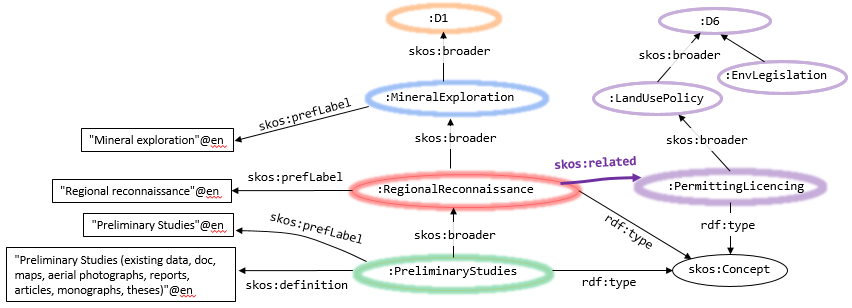 :D1
:D6
skos:broader
skos:broader
:EnvLegislation
:MineralExploration
:LandUsePolicy
skos:prefLabel
"Mineral exploration"@en
skos:broader
skos:broader
skos:related
"Regional reconnaissance"@en
skos:prefLabel
:RegionalReconnaissance
:PermittingLicencing
"Preliminary Studies"@en
skos:prefLabel
skos:broader
rdf:type
rdf:type
"Preliminary Studies (existing data, doc,
maps, aerial photographs, reports,
articles, monographs, theses)"@en
skos:definition
:PreliminaryStudies
rdf:type
skos:Concept